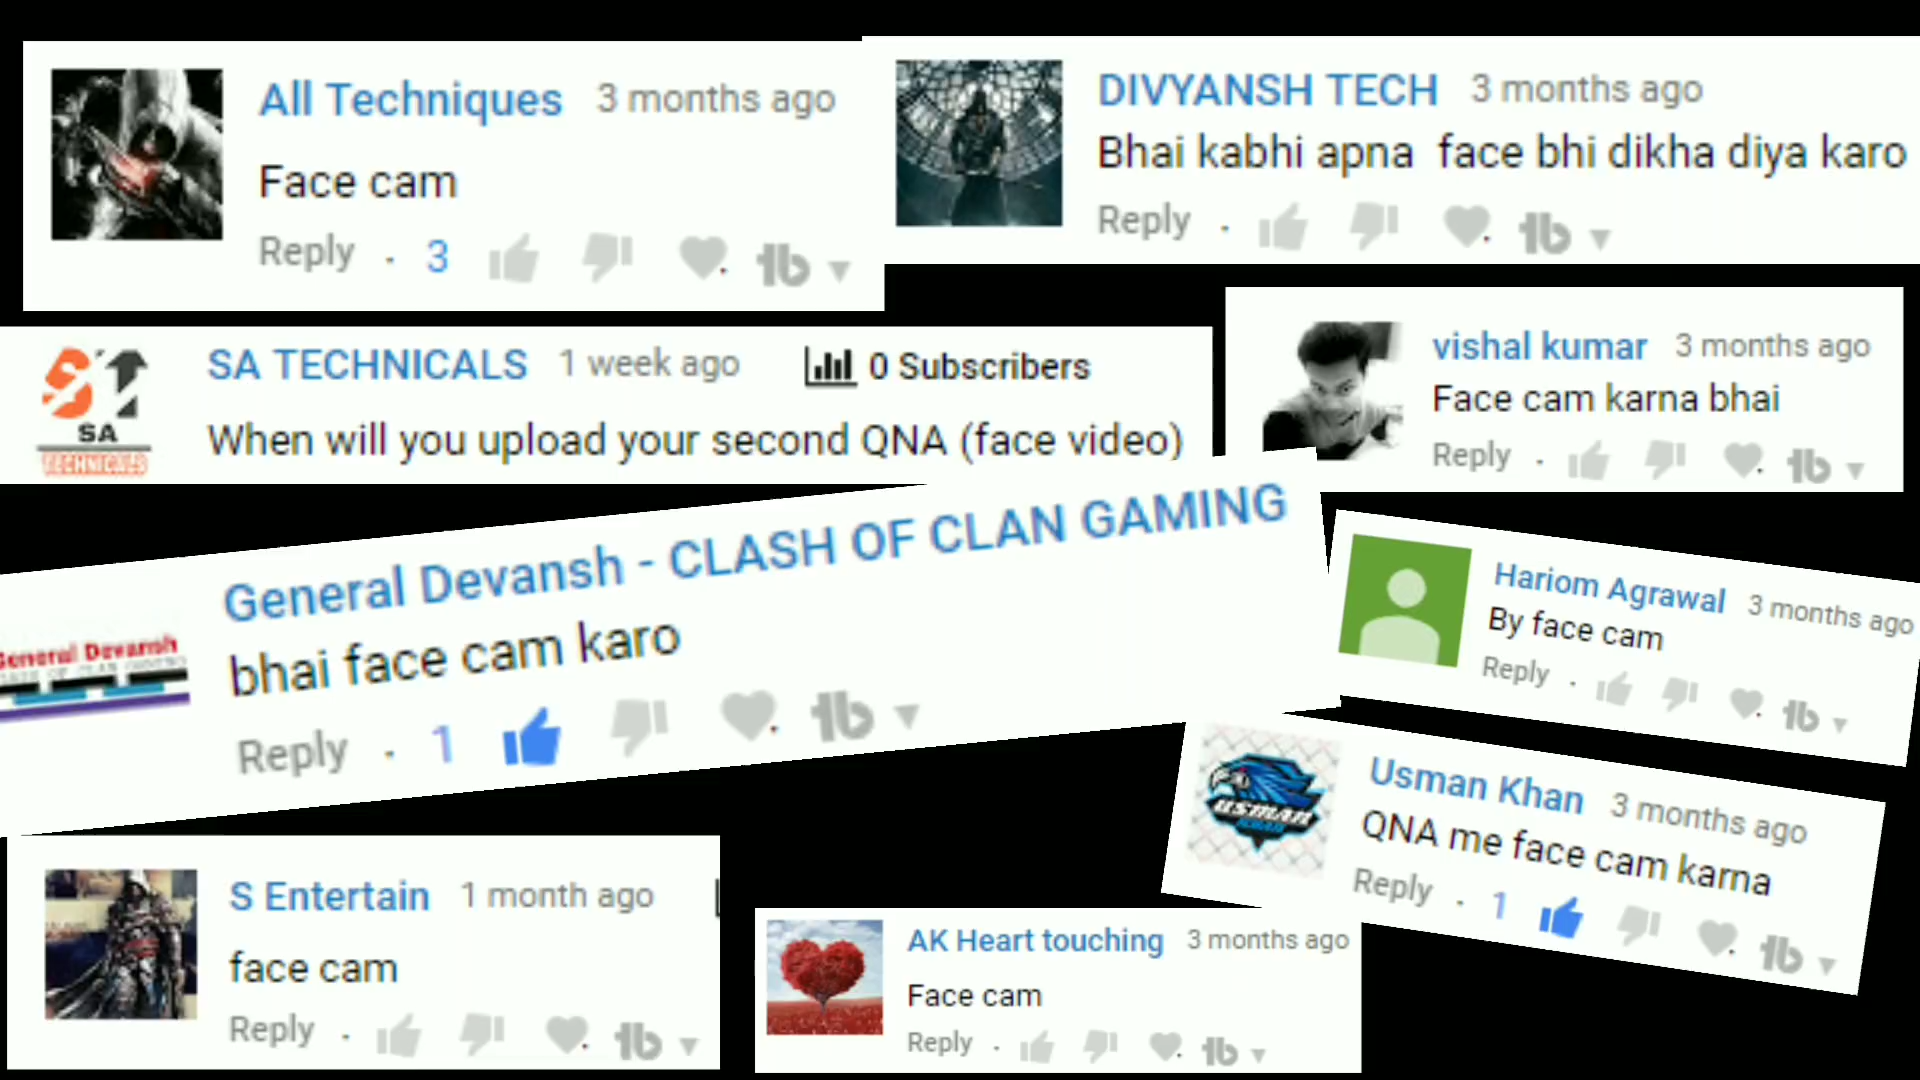 All Techniques 3 months ago
Face cam
Reply · 3
DIVYANSH TECH 3 months ago
Bhai kabhi apna face bhi dikha diya karo
Reply ·
SA
TECHNICALS
SA TECHNICALS 1 week ago 0 Subscribers
When will you upload your second QNA (face video)
vishal kumar 3 months ago
Face cam karna bhai
Reply ·
General Devansh
General Devansh - CLASH OF CLAN GAMING
bhai face cam karo
Reply · 1
Hariom Agrawal 3 months ago
By face cam
Reply ·
USMAN
Usman Khan 3 months ago
QNA me face cam karna
Reply · 1
S Entertain 1 month ago
face cam
Reply ·
AK Heart touching 3 months ago
Face cam
Reply ·